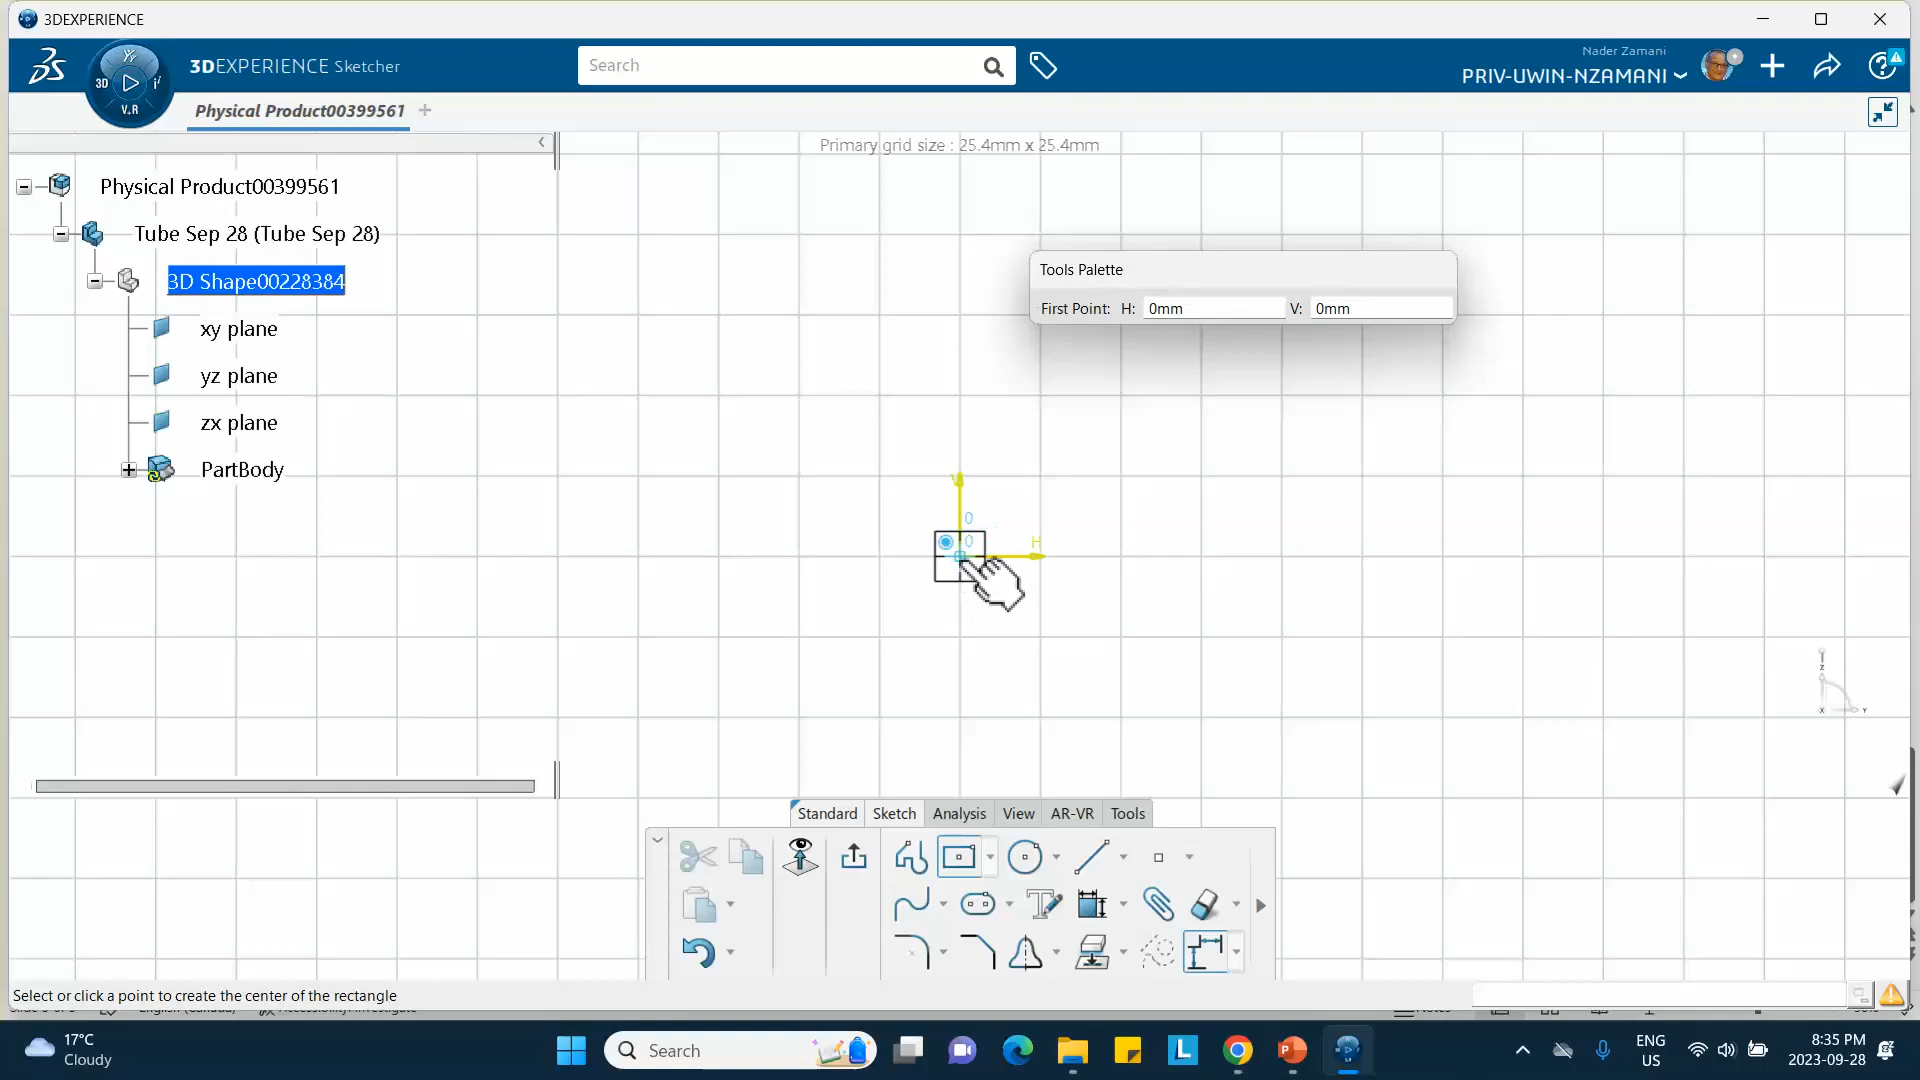 3DEXPERIENCE
3DEXPERIENCE Sketcher
3D
V.R
Search
Nader Zamani
PRIV-UWIN-NZAMANI
Physical Product00399561
Primary grid size : 25.4mm x 25.4mm
Physical Product00399561
Tube Sep 28 (Tube Sep 28)
3D Shape00228384
xy plane
yz plane
zx plane
PartBody
Tools Palette
First Point: H: 0mm V: 0mm
V
0
0
H
z
x
Y
Standard Sketch Analysis View AR-VR Tools
Select or click a point to create the center of the rectangle
17°C
Cloudy
Search
L
P
ENG
US
8:35 PM
2023-09-28